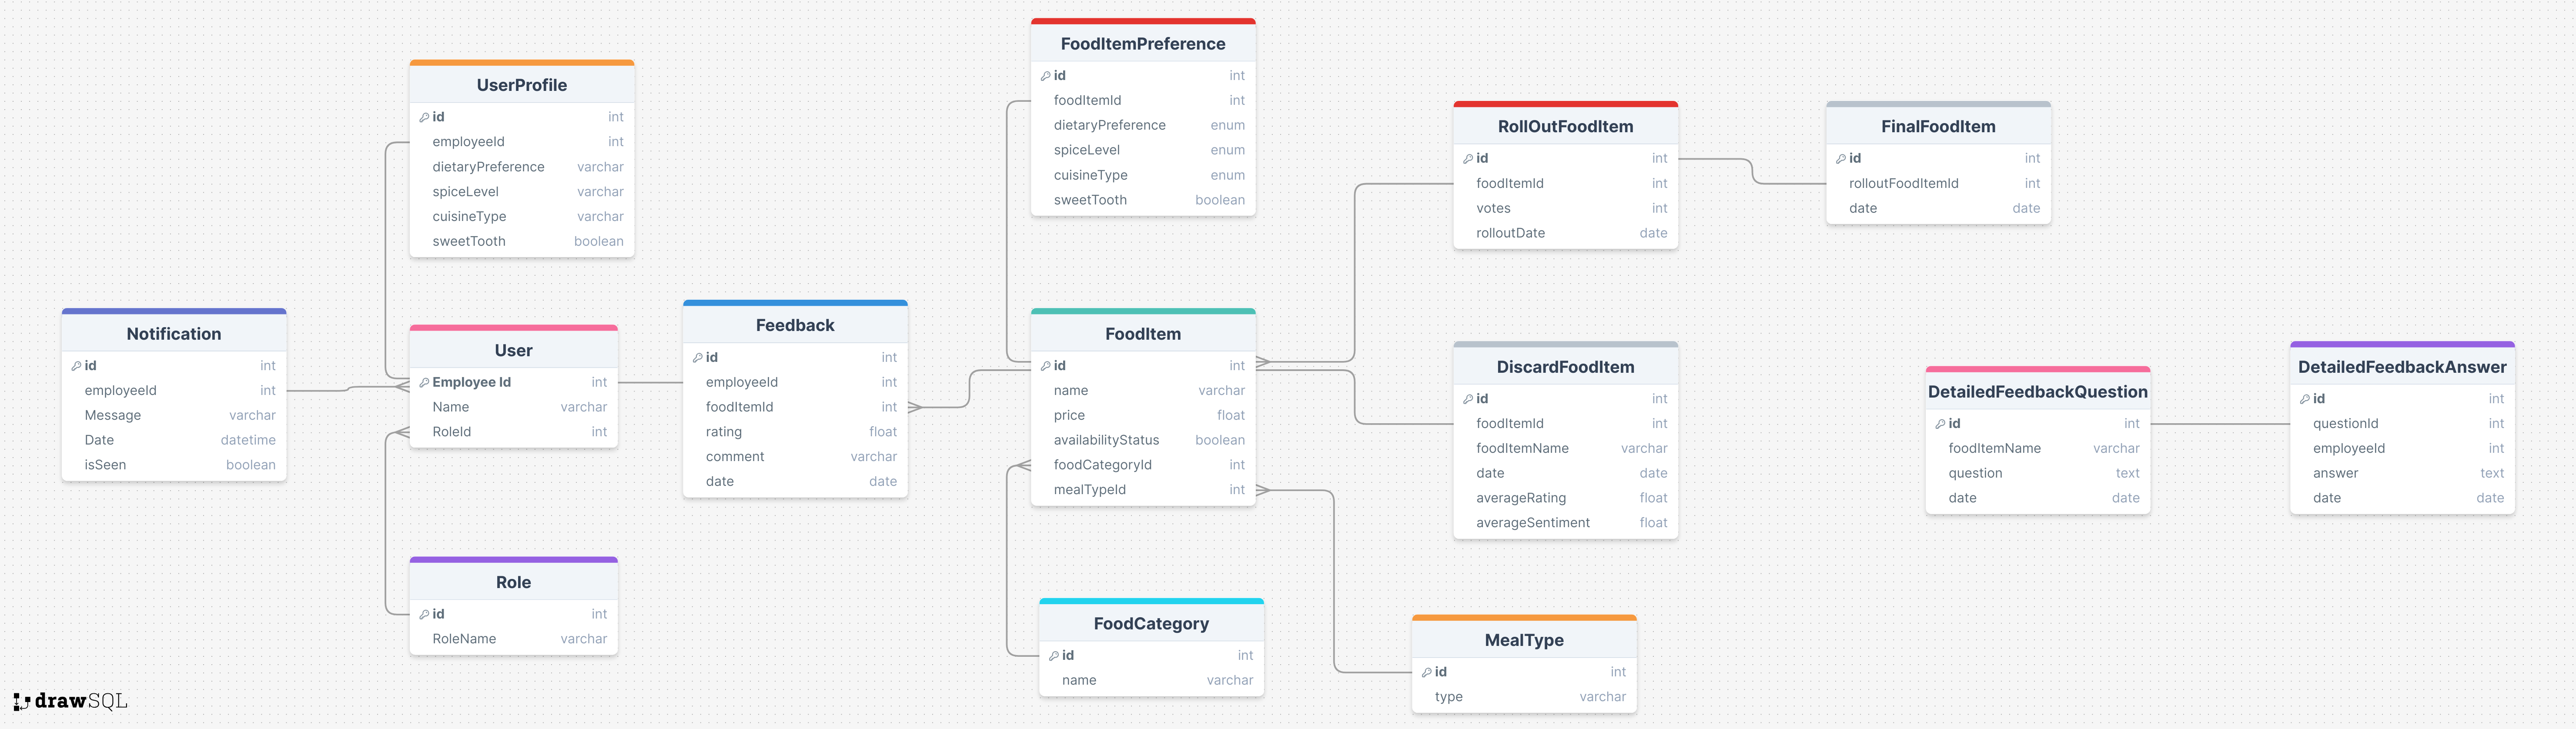 FoodItemPreference
id int
foodItemId int
dietaryPreference enum
spiceLevel enum
cuisineType enum
sweetTooth boolean
UserProfile
id int
employeeId int
dietaryPreference varchar
spiceLevel varchar
cuisineType varchar
sweetTooth boolean
RollOutFoodItem
id int
foodItemId int
votes int
rolloutDate date
FinalFoodItem
id int
rolloutFoodItemId int
date date
Notification
id int
employeeId int
Message varchar
Date datetime
isSeen boolean
User
Employee Id int
Name varchar
RoleId int
Feedback
id int
employeeId int
foodItemId int
rating float
comment varchar
date date
FoodItem
id int
name varchar
price float
availabilityStatus boolean
foodCategoryId int
mealTypeId int
DiscardFoodItem
id int
foodItemId int
foodItemName varchar
date date
averageRating float
averageSentiment float
DetailedFeedbackQuestion
id int
foodItemName varchar
question text
date date
DetailedFeedbackAnswer
id int
questionId int
employeeId int
answer text
date date
Role
id int
RoleName varchar
FoodCategory
id int
name varchar
MealType
id int
type varchar
drawSQL